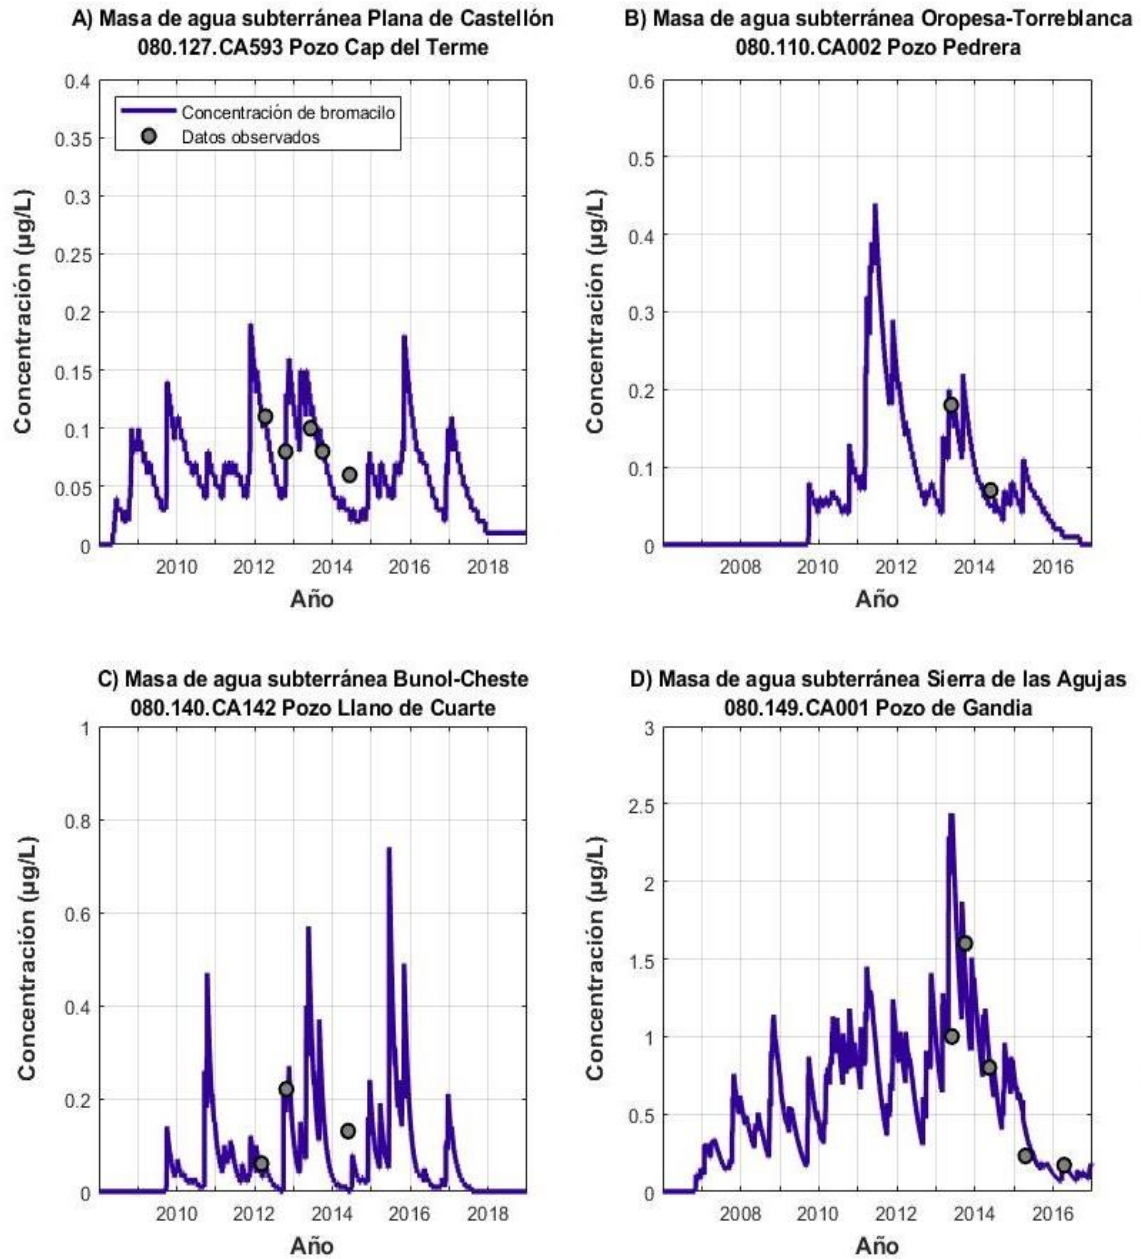 A) Masa de agua subterránea Plana de Castellón
080.127.CA593 Pozo Cap del Terme
0.4
0.35
0.3
0.25
0.2
0.15
0.1
0.05
0
Concentración (µg/L)
Concentración de bromacilo
Datos observados
2010 2012 2014 2016 2018
Año
B) Masa de agua subterránea Oropesa-Torreblanca
080.110.CA002 Pozo Pedrera
0.6
0.5
0.4
0.3
0.2
0.1
0
Concentración (µg/L)
2008 2010 2012 2014 2016
Año
C) Masa de agua subterránea Bunol-Cheste
080.140.CA142 Pozo Llano de Cuarte
1
0.8
0.6
0.4
0.2
0
Concentración (µg/L)
2010 2012 2014 2016 2018
Año
D) Masa de agua subterránea Sierra de las Agujas
080.149.CA001 Pozo de Gandia
3
2.5
2
1.5
1
0.5
0
Concentración (µg/L)
2008 2010 2012 2014 2016
Año